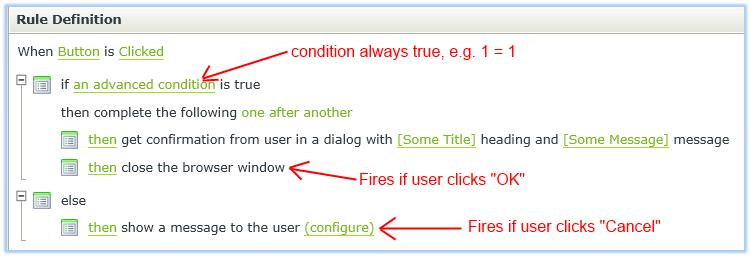 Rule Definition
When Button is Clicked
condition always true, e.g. 1 = 1
if an advanced condition is true
then complete the following one after another
then get confirmation from user in a dialog with [Some Title] heading and [Some Message] message
then close the browser window
Fires if user clicks "OK"
else
then show a message to the user (configure)
Fires if user clicks "Cancel"